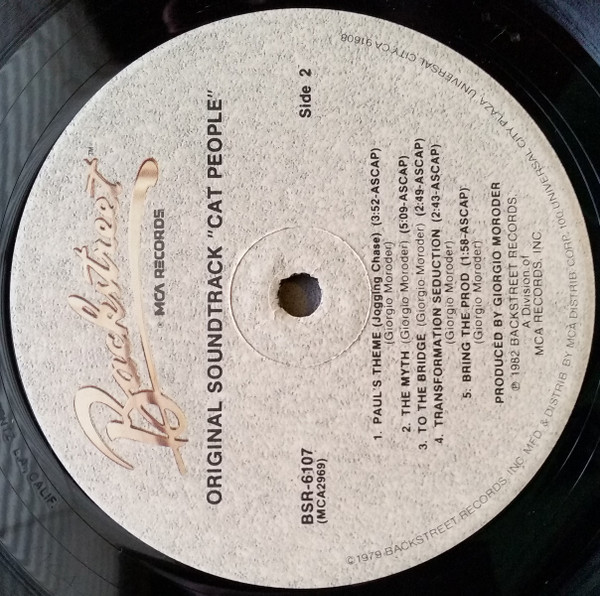 Backstreet™
MCA RECORDS
ORIGINAL SOUNDTRACK "CAT PEOPLE"
BSR-6107
(MCA2969)
Side 2
1. PAUL'S THEME (Jogging Chase) (3:52-ASCAP)
(Giorgio Moroder)
2. THE MYTH (Giorgio Moroder) (5:09-ASCAP)
3. TO THE BRIDGE (Giorgio Moroder) (2:49-ASCAP)
4. TRANSFORMATION SEDUCTION (2:43-ASCAP)
(Giorgio Moroder)
5. BRING THE PROD (1:58-ASCAP)
(Giorgio Moroder)
PRODUCED BY GIORGIO MORODER
℗ 1982 BACKSTREET RECORDS,
A Division of
MCA RECORDS, INC.
©1979 BACKSTREET RECORDS, INC. MFG. & DISTRIB. BY MCA DISTRIB. CORP. 100 UNIVERSAL CITY PLAZA, UNIVERSAL CITY, CA 91608
L.A. CALIF.